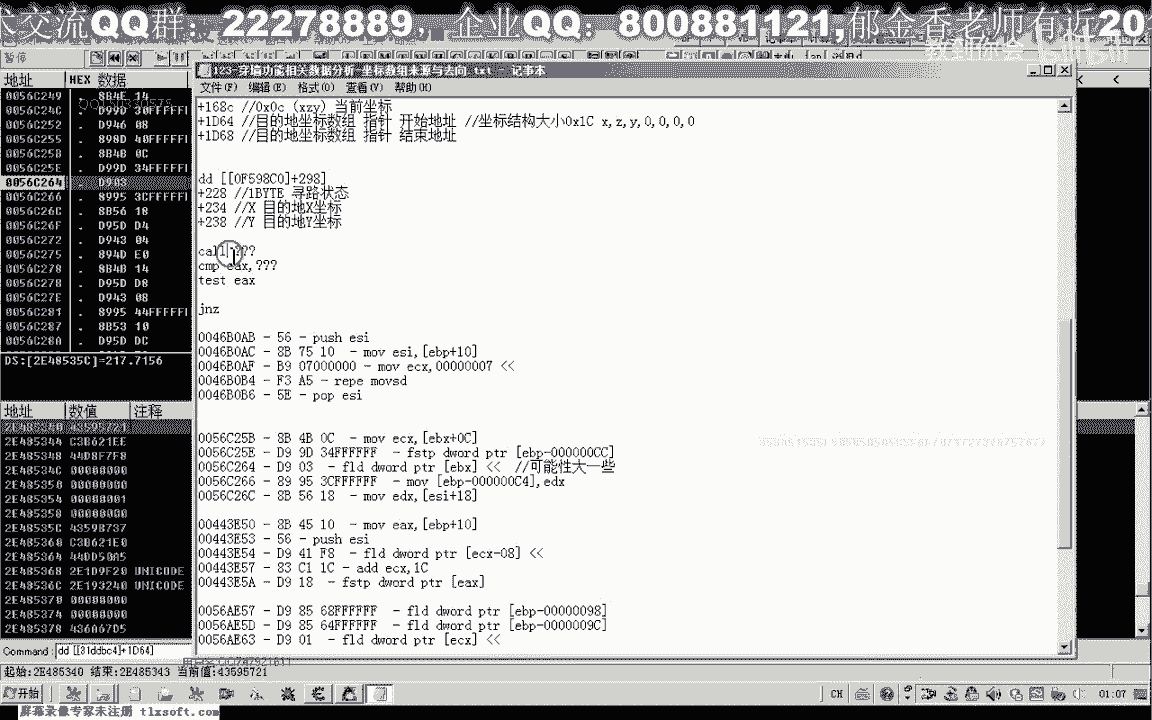 术交流QQ群：22278889， 企业QQ：800881121,郁金香老师有近20
暂停
123 穿墙功能相关数据分析-坐标数组来源与去向.txt - 记事本
文件(F) 编辑(E) 格式(O) 查看(V) 帮助(H)
地址 HEX 数据
0056C249 . 8B4E 14
0056C24C . D99D 30FFFFFI
0056C252 . D946 08
0056C255 . 898D 40FFFFFI
0056C25B . 8B4B 0C
0056C25E . D99D 34FFFFFI
0056C264 . D903
0056C266 . 8995 3CFFFFFI
0056C26C . 8B56 18
0056C26F . D95D D4
0056C272 . D943 04
0056C275 . 894D E0
0056C278 . 8B4B 14
0056C27B . D95D D8
0056C27E . D943 08
0056C281 . 8995 44FFFFFI
0056C287 . 8B53 10
0056C28A . D95D DC
DS:[2E48535C]=217.7156
+168c //0x0c (xzy) 当前坐标
+1D64 //目的地坐标数组 指针 开始地址 //坐标结构大小0x1C x,z,y,0,0,0,0
+1D68 //目的地坐标数组 指针 结束地址
dd [[0F598C0]+298]
+228 //1BYTE 寻路状态
+234 //X 目的地X坐标
+238 //Y 目的地Y坐标
call ???
cmp eax,???
test eax
jnz
0046B0AB - 56 - push esi
0046B0AC - 8B 75 10 - mov esi,[ebp+10]
0046B0AF - B9 07000000 - mov ecx,00000007 <<
0046B0B4 - F3 A5 - repe movsd
0046B0B6 - 5E - pop esi
0056C25B - 8B 4B 0C - mov ecx,[ebx+0C]
0056C25E - D9 9D 34FFFFFF - fstp dword ptr [ebp-000000CC]
0056C264 - D9 03 - fld dword ptr [ebx] << //可能性大一些
0056C266 - 89 95 3CFFFFFF - mov [ebp-000000C4],edx
0056C26C - 8B 56 18 - mov edx,[esi+18]
00443E50 - 8B 45 10 - mov eax,[ebp+10]
00443E53 - 56 - push esi
00443E54 - D9 41 F8 - fld dword ptr [ecx-08] <<
00443E57 - 83 C1 1C - add ecx,1C
00443E5A - D9 18 - fstp dword ptr [eax]
0056AE57 - D9 85 68FFFFFF - fld dword ptr [ebp-00000098]
0056AE5D - D9 85 64FFFFFF - fld dword ptr [ebp-0000009C]
0056AE63 - D9 01 - fld dword ptr [ecx] <<
地址 数值 注释
2E485340 43595721
2E485344 C3B621EE
2E485348 44D8F7F8
2E48534C 00000000
2E485350 00000000
2E485354 00000001
2E485358 00000000
2E48535C 4359B737
2E485360 C3B621E0
2E485364 44DD50A5
2E485368 2E1D9F20 UNICODE
2E48536C 2E193240 UNICODE
2E485370 00000000
2E485374 00000000
2E485378 436A67D5
Command: dd [[31ddbc4]+1D64]
起始:2E485340 结束:2E485343 当前值:43595721
开始
CH
01:07
屏幕录像专家未注册 tlxsoft.com